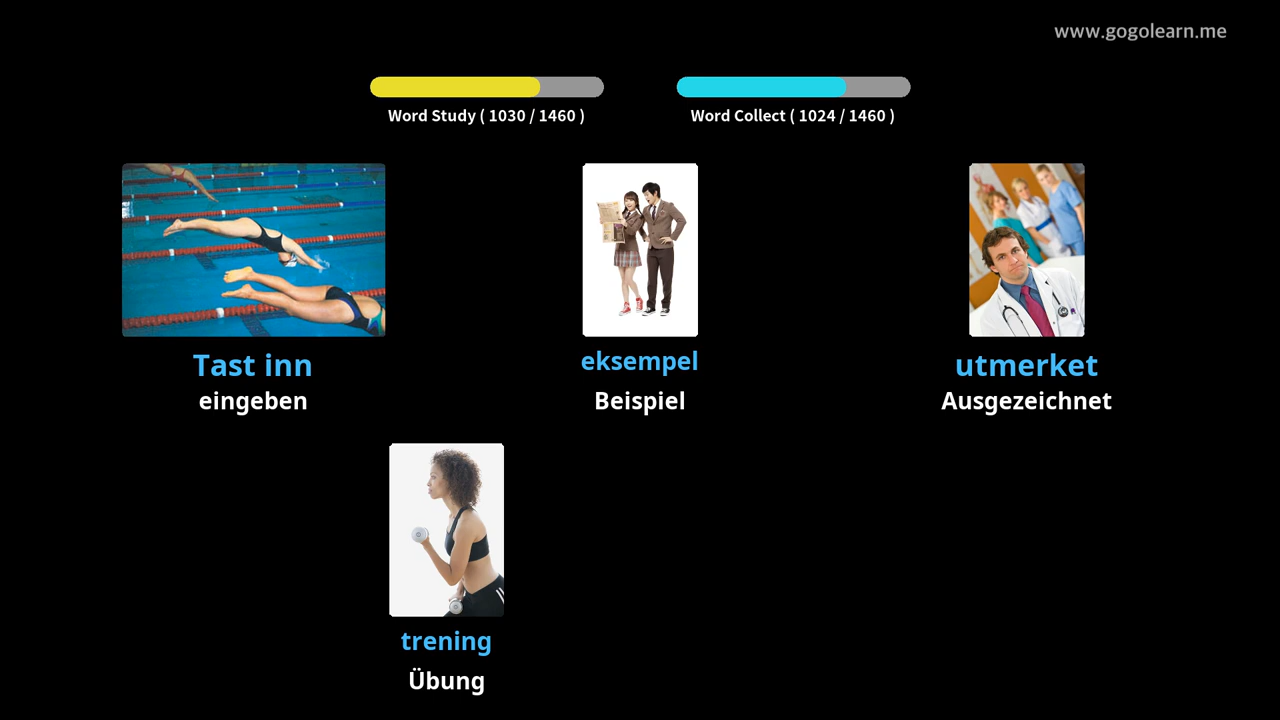 www.gogolearn.me
Word Study ( 1030 / 1460 )
Word Collect ( 1024 / 1460 )
Tast inn
eingeben
eksempel
Beispiel
utmerket
Ausgezeichnet
trening
Übung